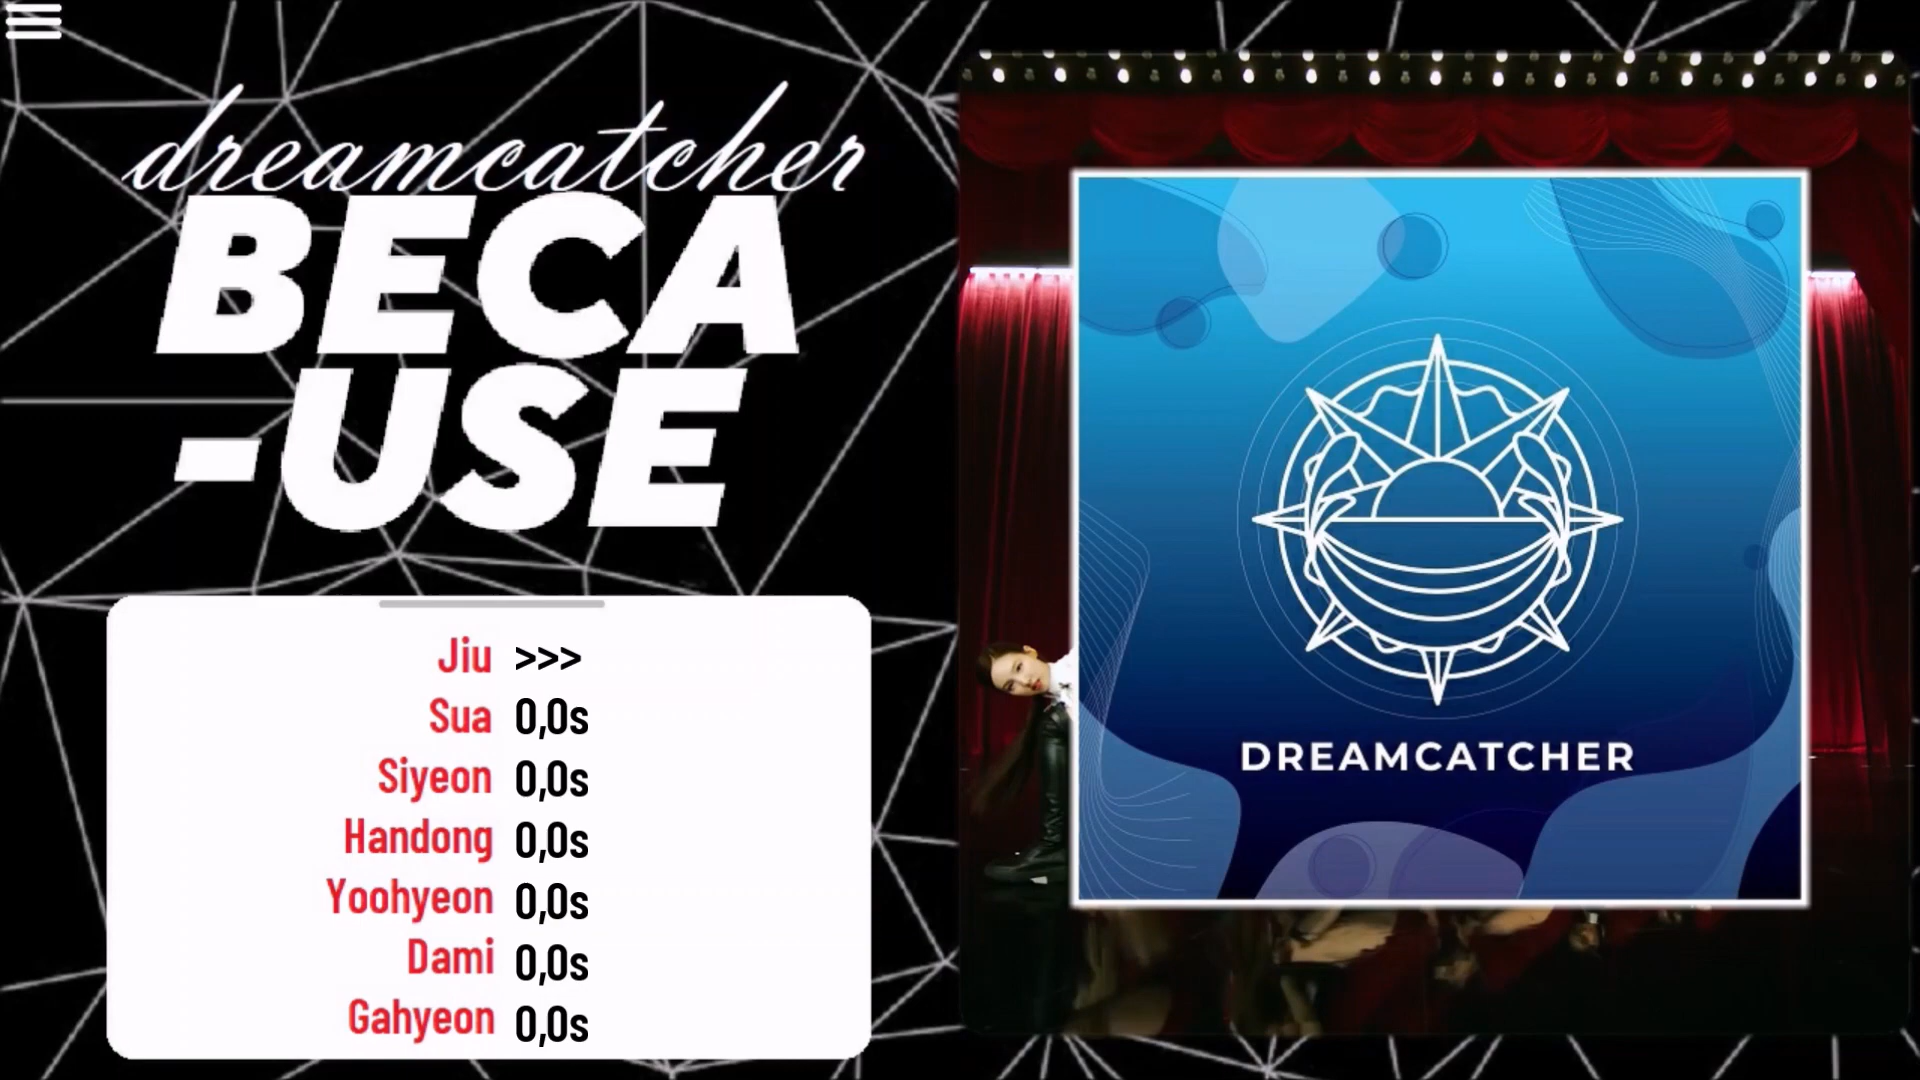 dreamcatcher
BECA
-USE
Jiu >>>
Sua 0,0s
Siyeon 0,0s
Handong 0,0s
Yoohyeon 0,0s
Dami 0,0s
Gahyeon 0,0s
DREAMCATCHER